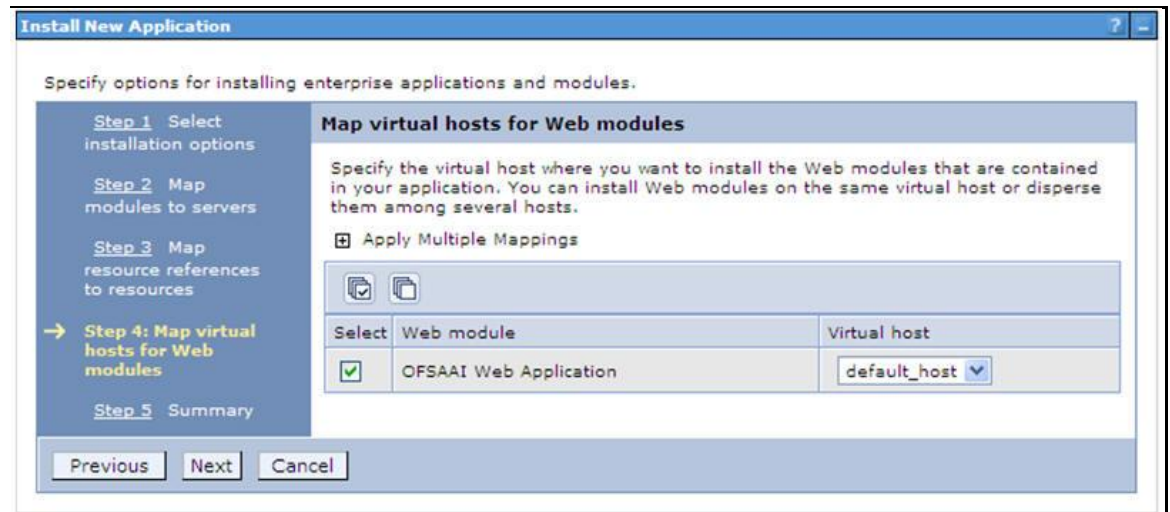 Install New Application
?
Specify options for installing enterprise applications and modules.
Step 1 Select
installation options
Step 2 Map
modules to servers
Step 3 Map
resource references
to resources
Step 4: Map virtual
hosts for Web
modules
Step 5 Summary
Map virtual hosts for Web modules
Specify the virtual host where you want to install the Web modules that are contained
in your application. You can install Web modules on the same virtual host or disperse
them among several hosts.
Apply Multiple Mappings
Select Web module Virtual host
OFSAAI Web Application default_host
Previous Next Cancel